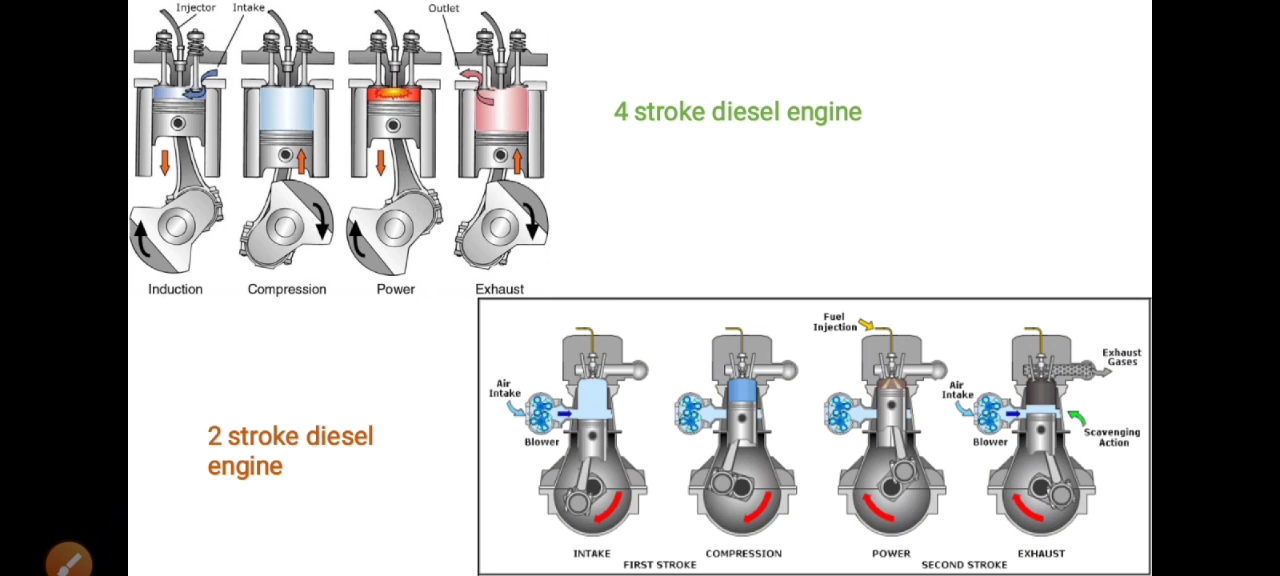 Injector Intake Outlet
4 stroke diesel engine
Induction Compression Power Exhaust
2 stroke diesel
engine
Fuel
Injection
Exhaust
Gases
Air
Intake
Blower
Air
Intake
Blower
Scavenging
Action
INTAKE COMPRESSION POWER EXHAUST
FIRST STROKE SECOND STROKE